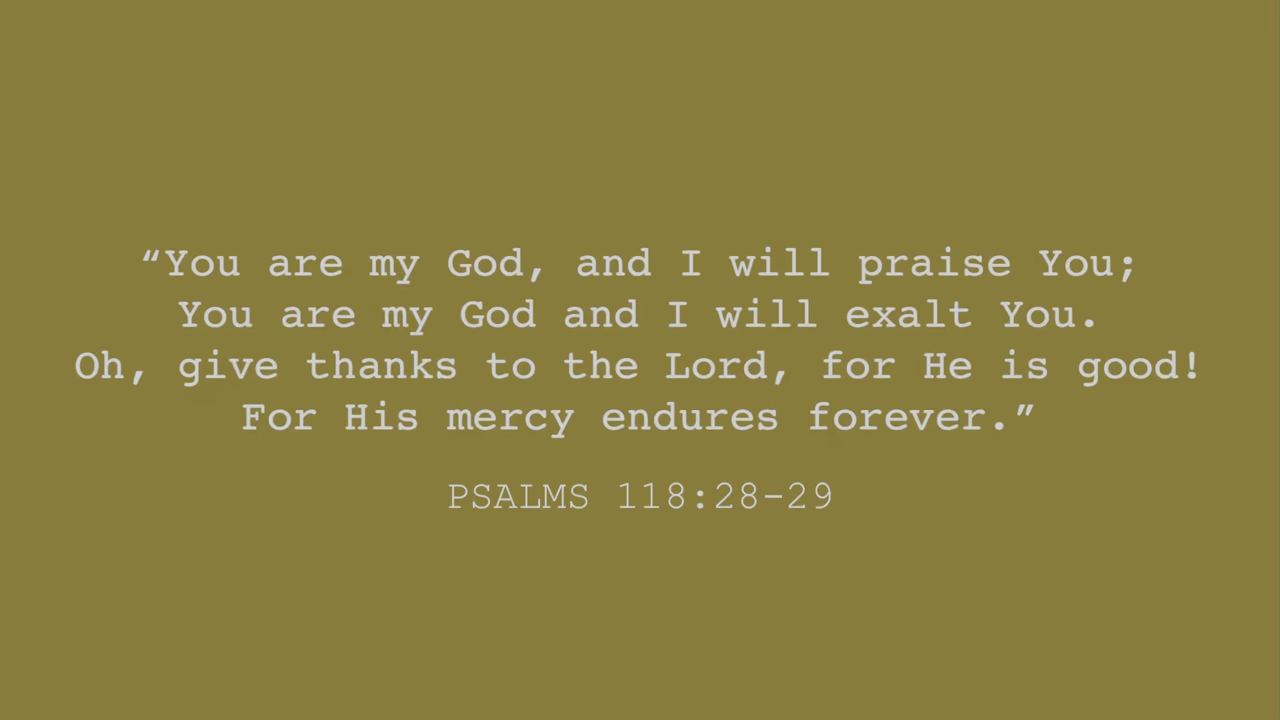 “You are my God, and I will praise You;
You are my God and I will exalt You.
Oh, give thanks to the Lord, for He is good!
For His mercy endures forever.”
PSALMS 118:28-29